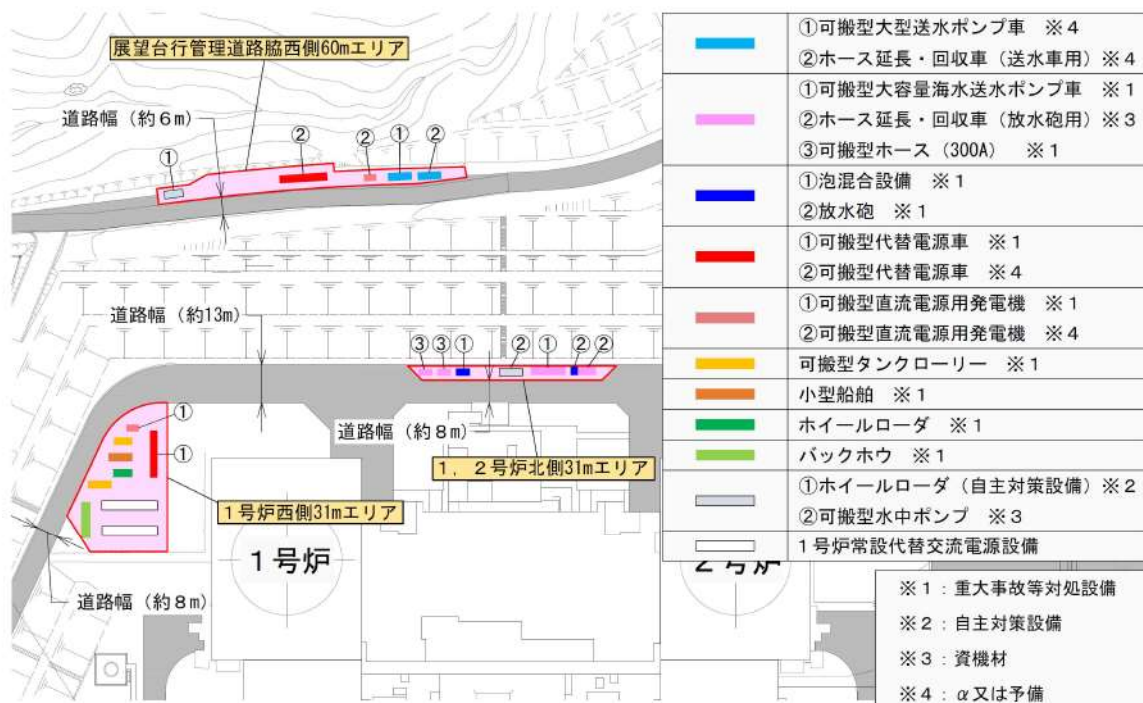 展望台行管理道路脇西側60mエリア
道路幅（約６m）
①
②
②
①
②
道路幅（約13m）
③
③
①
②
①
②
②
道路幅（約８m）
１，２号炉北側31mエリア
①
①
１号炉西側31mエリア
道路幅（約８m）
１号炉
２号炉
①可搬型大型送水ポンプ車　※４
②ホース延長・回収車（送水車用）※４
①可搬型大容量海水送水ポンプ車　※１
②ホース延長・回収車（放水砲用）※３
③可搬型ホース（300A）　※１
①泡混合設備　※１
②放水砲　※１
①可搬型代替電源車　※１
②可搬型代替電源車　※４
①可搬型直流電源用発電機　※１
②可搬型直流電源用発電機　※４
可搬型タンクローリー　※１
小型船舶　※１
ホイールローダ　※１
バックホウ　※１
①ホイールローダ（自主対策設備）※２
②可搬型水中ポンプ　※３
１号炉常設代替交流電源設備
※１：重大事故等対処設備
※２：自主対策設備
※３：資機材
※４：α又は予備